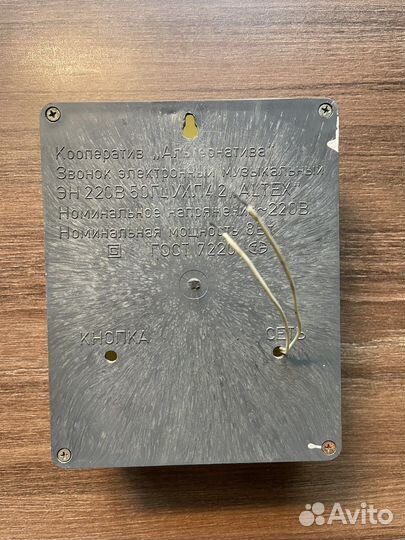 Кооператив „Альтернатива"
Звонок электронный музыкальный
ЭН 220В 50Гц УХЛ4.2 „ALTEX"
Номинальное напряжение ~220В
Номинальная мощность 8Вт
ГОСТ 7220
КНОПКА
СЕТЬ
Avito